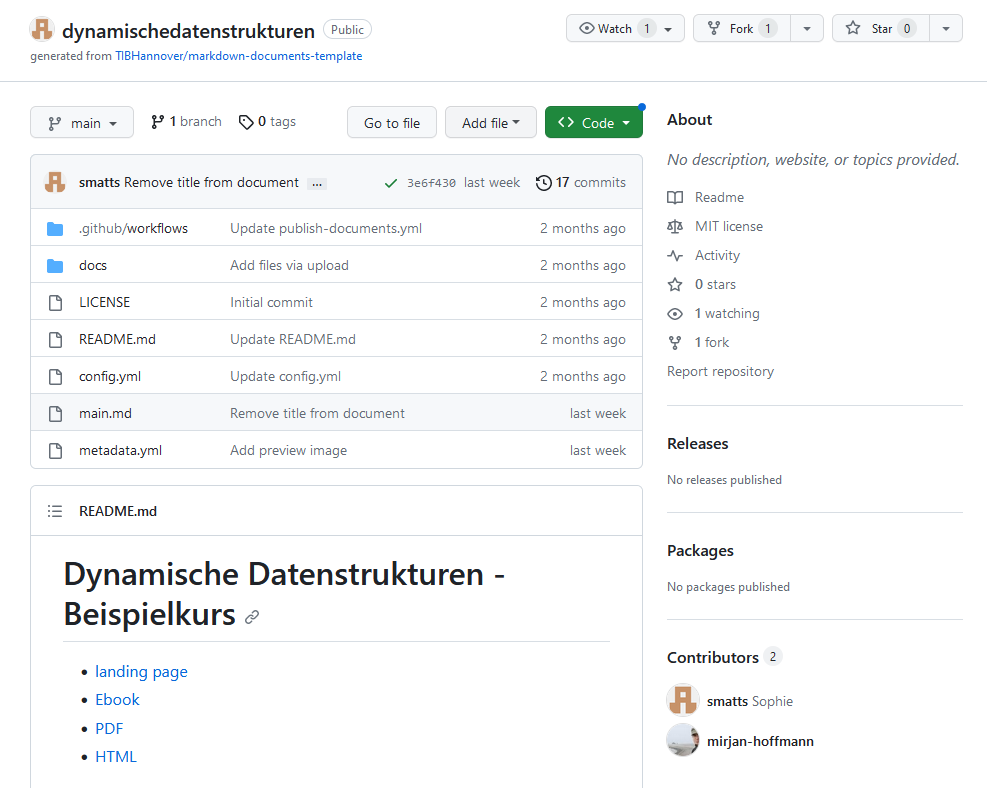 dynamischedatenstrukturen Public Watch 1 Fork 1 Star 0
generated from TIBHannover/markdown-documents-template
main 1 branch 0 tags Go to file Add file Code
smatts Remove title from document ... 3e6f430 last week 17 commits
.github/workflows Update publish-documents.yml 2 months ago
docs Add files via upload 2 months ago
LICENSE Initial commit 2 months ago
README.md Update README.md 2 months ago
config.yml Update config.yml 2 months ago
main.md Remove title from document last week
metadata.yml Add preview image last week
README.md
Dynamische Datenstrukturen -
Beispielkurs
• landing page
• Ebook
• PDF
• HTML
About
No description, website, or topics provided.
Readme
MIT license
Activity
0 stars
1 watching
1 fork
Report repository
Releases
No releases published
Packages
No packages published
Contributors 2
smatts Sophie
mirjan-hoffmann